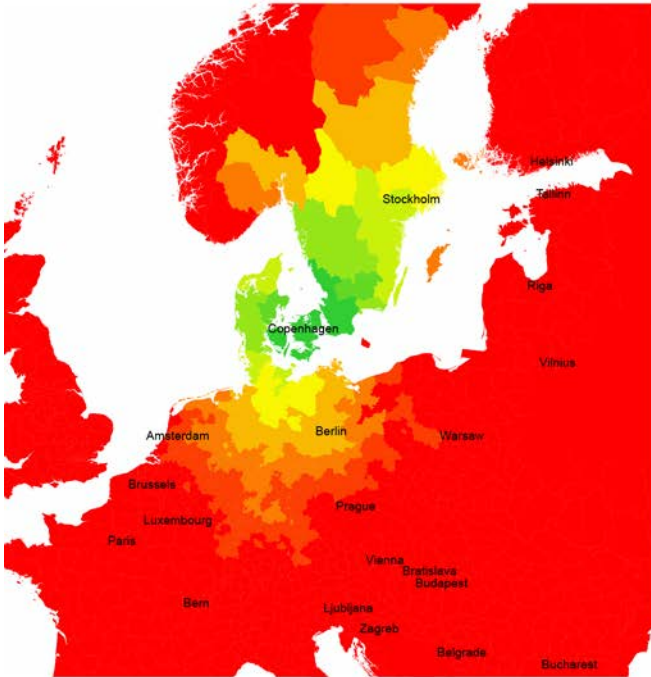 Helsinki
Tallinn
Stockholm
Riga
Copenhagen
Vilnius
Amsterdam
Berlin
Warsaw
Brussels
Prague
Luxembourg
Paris
Vienna
Bratislava
Budapest
Bern
Ljubljana
Zagreb
Belgrade
Bucharest